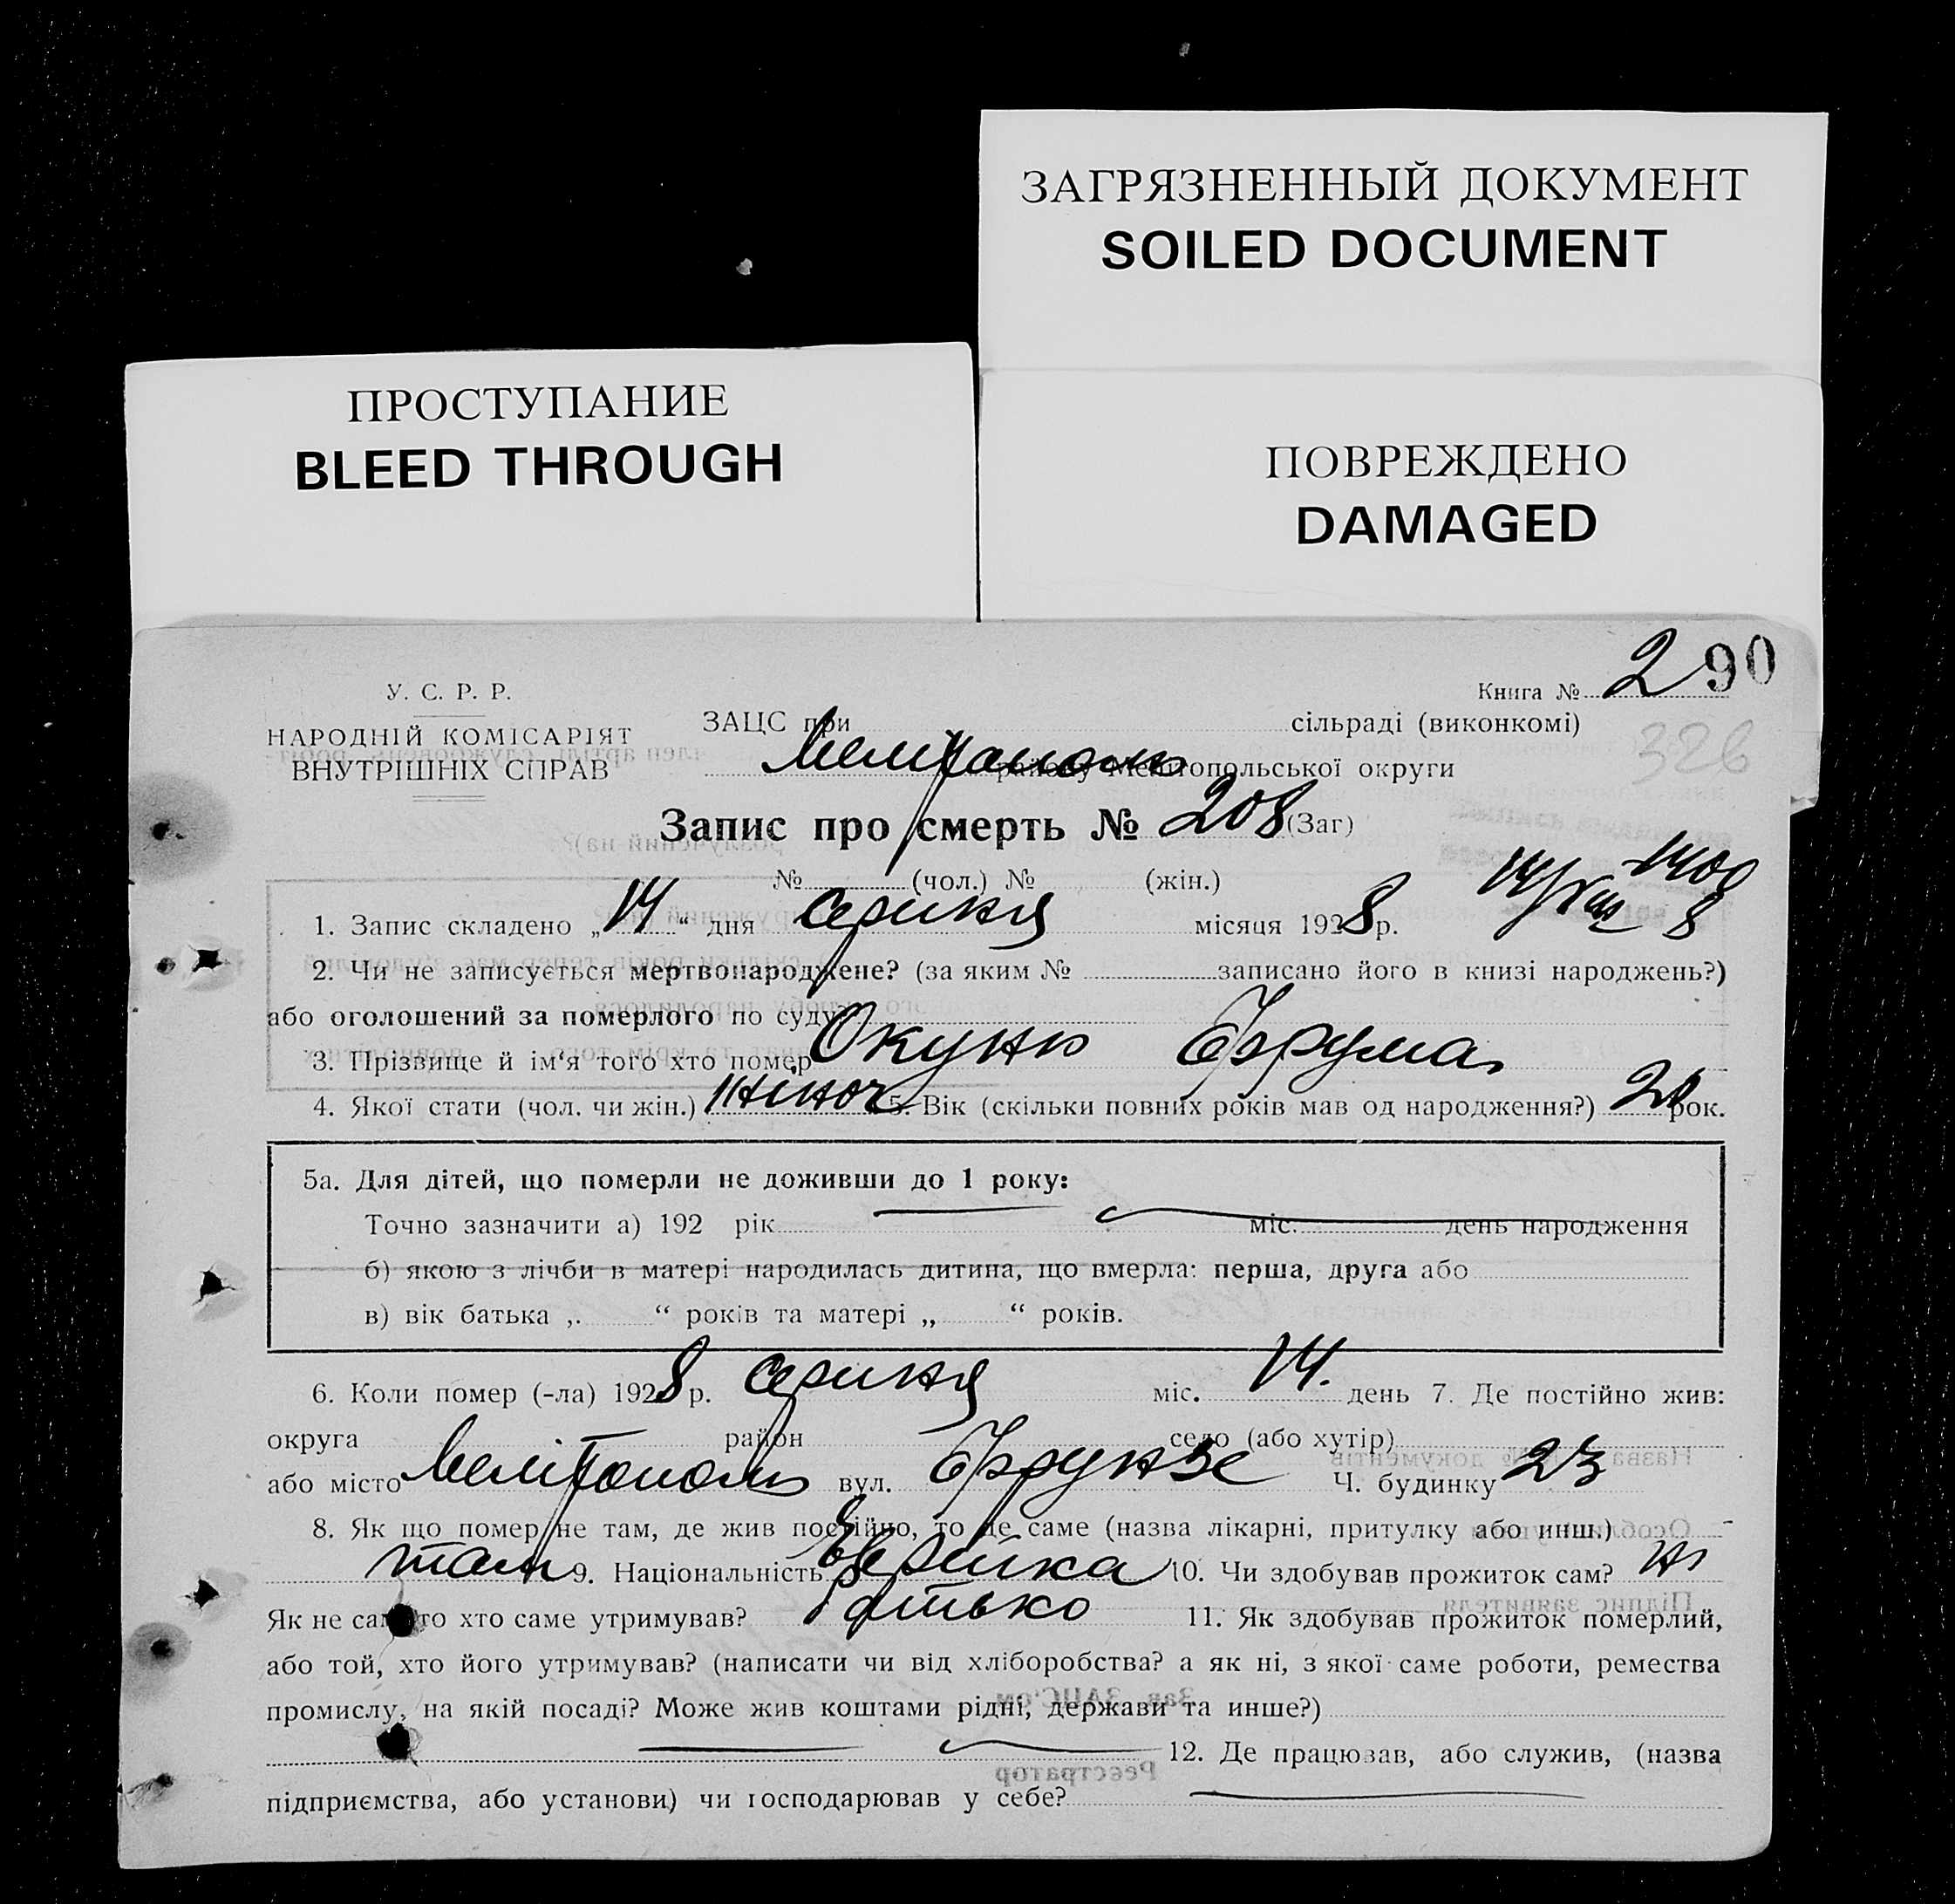 ЗАГРЯЗНЕННЫЙ ДОКУМЕНТ
SOILED DOCUMENT
ПРОСТУПАНИЕ
BLEED THROUGH
ПОВРЕЖДЕНО
DAMAGED
У. С. Р. Р.
НАРОДНІЙ КОМІСАРІЯТ
ВНУТРІШНІХ СПРАВ
Книга № 2 90
326
ЗАЦС при сільраді (виконкомі)
Мелітополь району Мелітопольської округи
Запис про смерть № 208 (Заг)
№ (чол.) № (жін.)
1. Запис складено „14“ дня серпня місяця 1928 р.
2. Чи не записується мертвонароджене? (за яким № записано його в книзі народжень?)
або оголошений за померлого по суду
3. Прізвище й ім‘я того хто помер Окунь Фрума
4. Якої стати (чол. чи жін.) жіноч 5. Вік (скільки повних років мав од народження?) рок.
5а. Для дітей, що померли не доживши до 1 року:
Точно зазначити а) 192 рік міс. день народження
б) якою з лічби в матері народилась дитина, що вмерла: перша, друга або
в) вік батька „ “ років та матері „ “ років.
6. Коли помер (-ла) 1928 р. серпня міс. 14. день 7. Де постійно жив:
округа район село (або хутір)
або місто Мелітополь вул. Фрунзе Ч. будинку 23
8. Як що помер не там, де жив постійно, то де саме (назва лікарні, притулку або инш.)
там 9. Національність Еврейка 10. Чи здобував прожиток сам? ні
Як не сам то хто саме утримував? батько 11. Як здобував прожиток померлий,
або той, хто його утримував? (написати чи від хліборобства? а як ні, з якої саме роботи, ремества
промислу, на якій посаді? Може жив коштами рідні, держави та инше?)
12. Де працював, або служив, (назва
підприємства, або установи) чи господарював у себе?